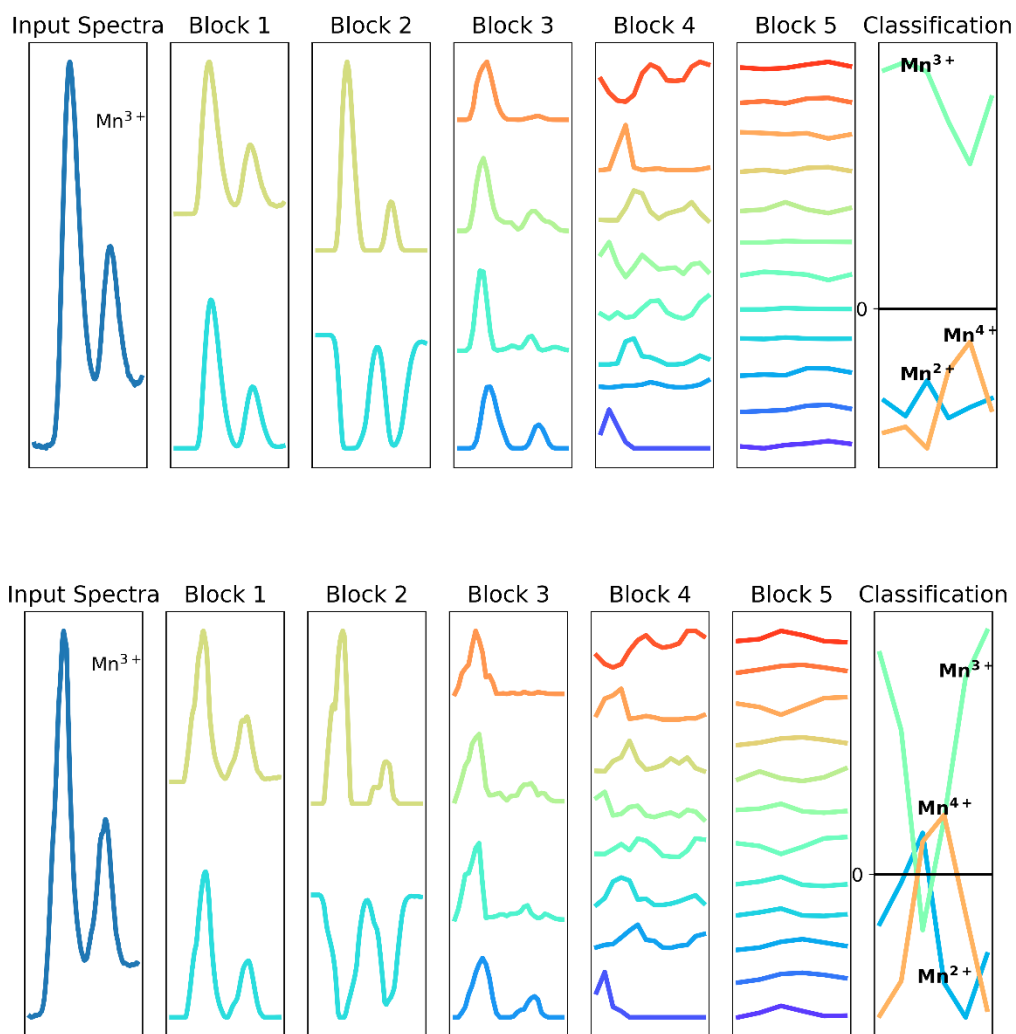 Input Spectra Block 1 Block 2 Block 3 Block 4 Block 5 Classification
Mn³⁺
Mn³⁺
0
Mn⁴⁺
Mn²⁺
Input Spectra Block 1 Block 2 Block 3 Block 4 Block 5 Classification
Mn³⁺
Mn³⁺
Mn⁴⁺
0
Mn²⁺